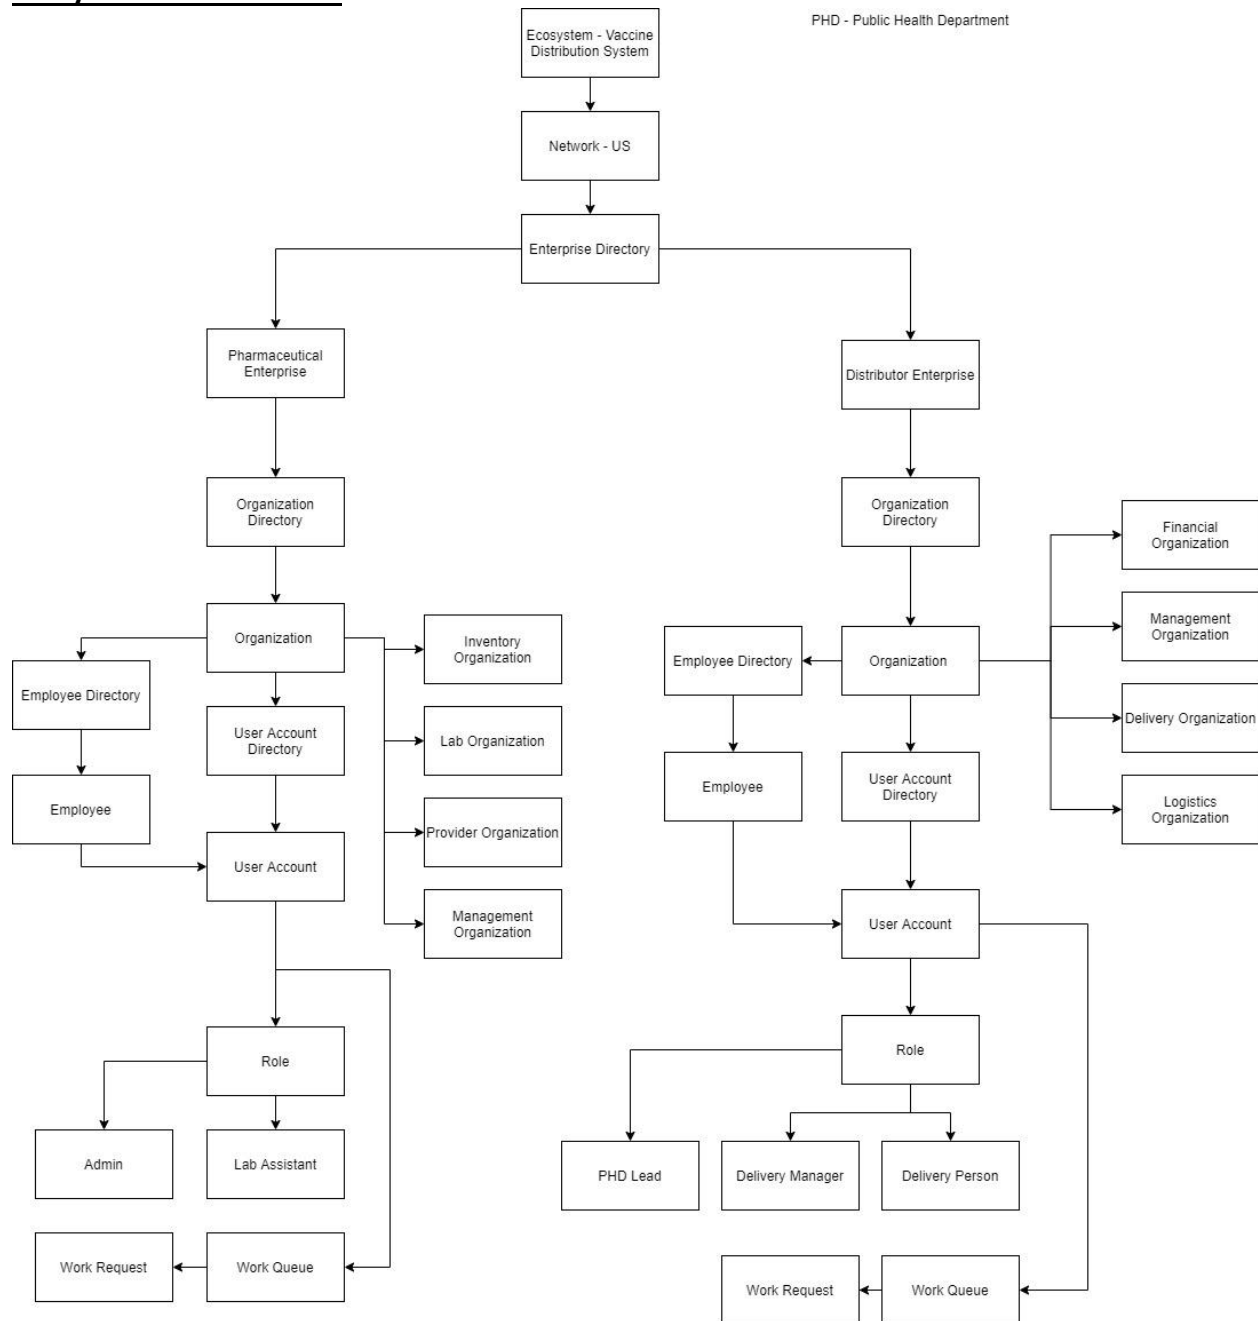 PHD - Public Health Department
Ecosystem - Vaccine
Distribution System
Network - US
Enterprise Directory
Pharmaceutical
Enterprise
Distributor Enterprise
Organization
Directory
Organization
Directory
Financial
Organization
Organization
Inventory
Organization
Employee Directory
Organization
Management
Organization
Employee Directory
User Account
Directory
Lab Organization
Delivery Organization
Employee
User Account
Directory
Employee
Provider Organization
Logistics
Organization
User Account
Management
Organization
User Account
Role
Role
Admin
Lab Assistant
PHD Lead
Delivery Manager
Delivery Person
Work Request
Work Queue
Work Request
Work Queue